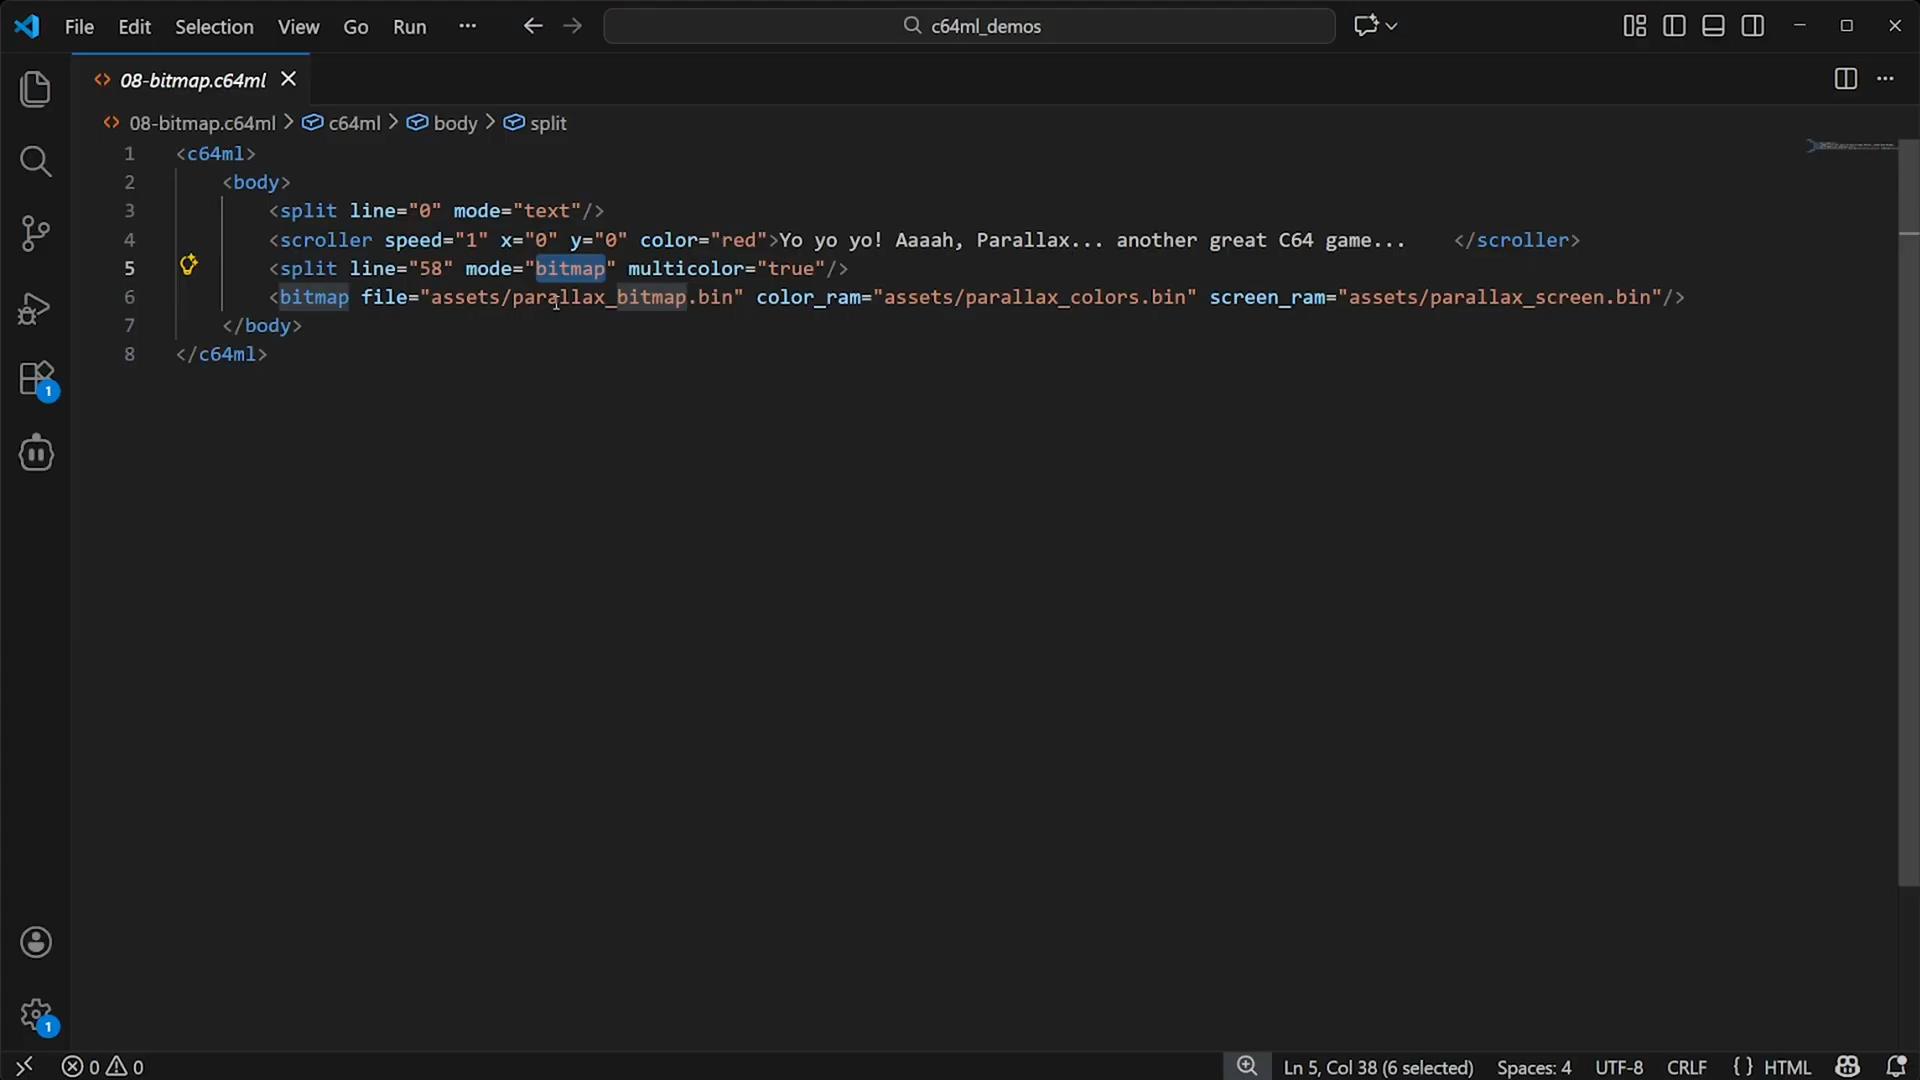 File Edit Selection View Go Run ··· c64ml_demos
08-bitmap.c64ml
08-bitmap.c64ml > c64ml > body > split
1 <c64ml>
2 <body>
3 <split line="0" mode="text"/>
4 <scroller speed="1" x="0" y="0" color="red">Yo yo yo! Aaaah, Parallax... another great C64 game...    </scroller>
5 <split line="58" mode="bitmap" multicolor="true"/>
6 <bitmap file="assets/parallax_bitmap.bin" color_ram="assets/parallax_colors.bin" screen_ram="assets/parallax_screen.bin"/>
7 </body>
8 </c64ml>
1
1
0 0 Ln 5, Col 38 (6 selected) Spaces: 4 UTF-8 CRLF { } HTML